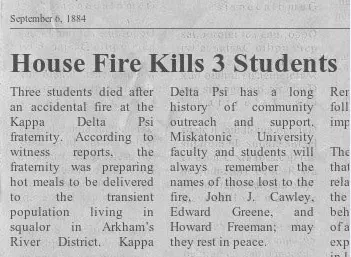 September 6, 1884
House Fire Kills 3 Students
Three students died after
an accidental fire at the
Kappa Delta Psi
fraternity. According to
witness reports, the
fraternity was preparing
hot meals to be delivered
to the transient
population living in
squalor in Arkham's
River District. Kappa
Delta Psi has a long
history of community
outreach and support.
Miskatonic University
faculty and students will
always remember the
names of those lost to the
fire, John J. Cawley,
Edward Greene, and
Howard Freeman; may
they rest in peace.